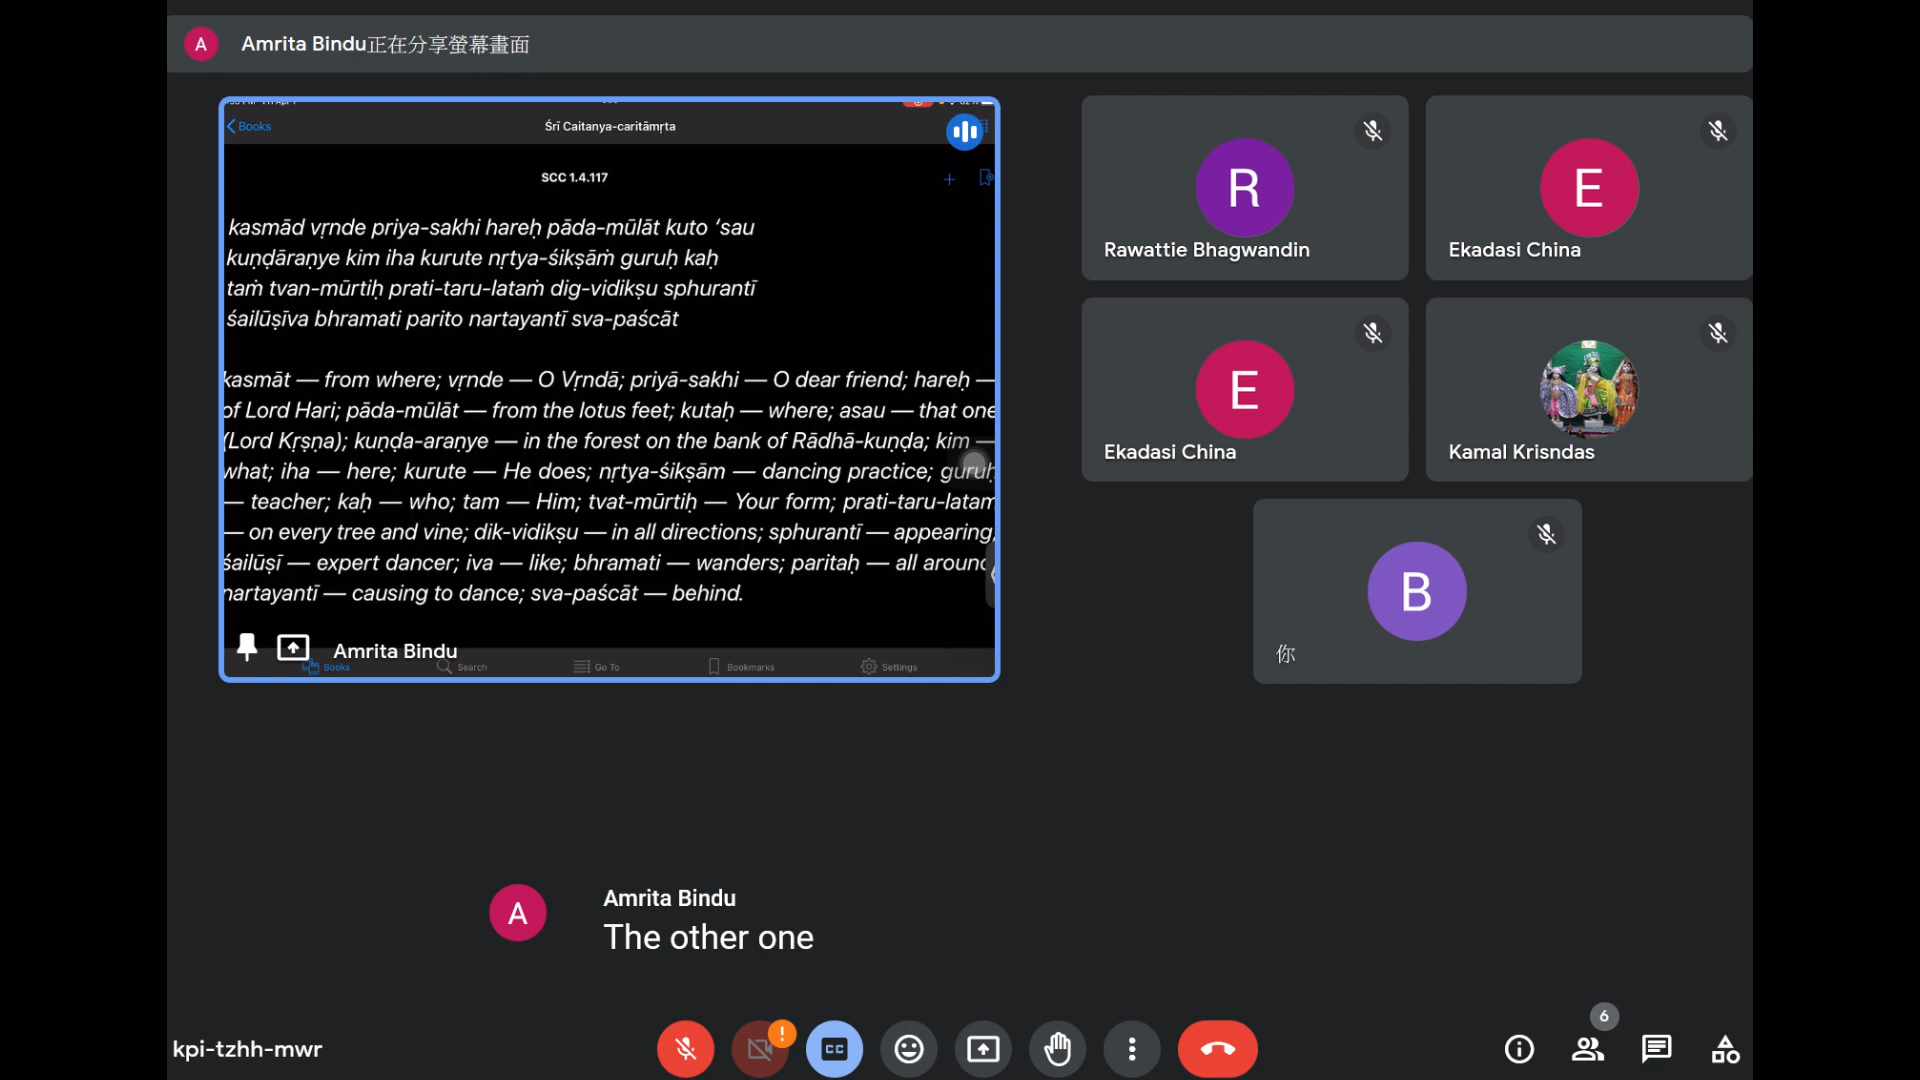 A
Amrita Bindu正在分享螢幕畫面
Books
Śrī Caitanya-caritāmṛta
SCC 1.4.117
kasmād vṛnde priya-sakhi hareḥ pāda-mūlāt kuto ‘sau
kuṇḍāraṇye kim iha kurute nṛtya-śikṣāṁ guruḥ kaḥ
taṁ tvan-mūrtiḥ prati-taru-lataṁ dig-vidikṣu sphurantī
śailūṣīva bhramati parito nartayantī sva-paścāt
kasmāt — from where; vṛnde — O Vṛndā; priyā-sakhi — O dear friend; hareḥ —
of Lord Hari; pāda-mūlāt — from the lotus feet; kutaḥ — where; asau — that one
(Lord Kṛṣṇa); kuṇḍa-araṇye — in the forest on the bank of Rādhā-kuṇḍa; kim —
what; iha — here; kurute — He does; nṛtya-śikṣām — dancing practice; guruḥ
— teacher; kaḥ — who; tam — Him; tvat-mūrtiḥ — Your form; prati-taru-latam
— on every tree and vine; dik-vidikṣu — in all directions; sphurantī — appearing;
śailūṣī — expert dancer; iva — like; bhramati — wanders; paritaḥ — all around
nartayantī — causing to dance; sva-paścāt — behind.
Amrita Bindu
Books Search Go To Bookmarks Settings
R
Rawattie Bhagwandin
E
Ekadasi China
E
Ekadasi China
Kamal Krisndas
B
你
A
Amrita Bindu
The other one
kpi-tzhh-mwr
!
CC
6